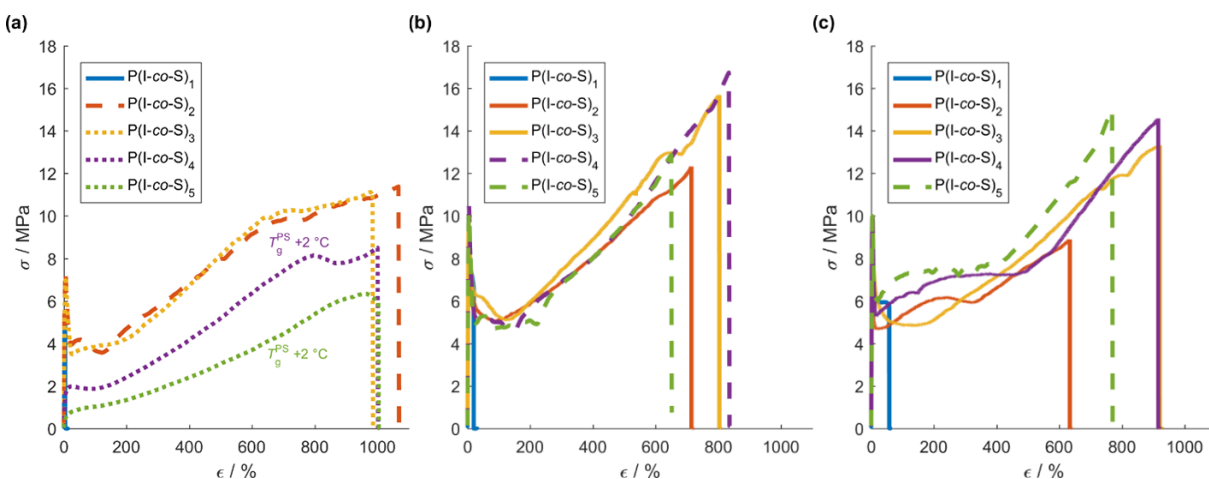 (a)
18
16
14
12
10
8
6
4
2
0
σ / MPa
P(I-co-S)1
P(I-co-S)2
P(I-co-S)3
P(I-co-S)4
P(I-co-S)5
TgPS +2 °C
TgPS +2 °C
0 200 400 600 800 1000
ϵ / %
(b)
18
16
14
12
10
8
6
4
2
0
σ / MPa
P(I-co-S)1
P(I-co-S)2
P(I-co-S)3
P(I-co-S)4
P(I-co-S)5
0 200 400 600 800 1000
ϵ / %
(c)
18
16
14
12
10
8
6
4
2
0
σ / MPa
P(I-co-S)1
P(I-co-S)2
P(I-co-S)3
P(I-co-S)4
P(I-co-S)5
0 200 400 600 800 1000
ϵ / %